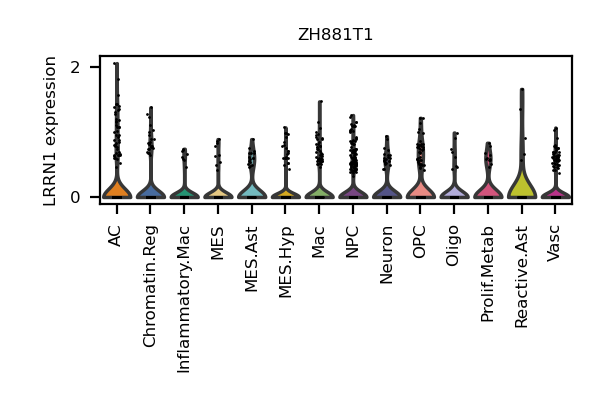 ZH881T1
LRRN1 expression
2
0
AC
Chromatin.Reg
Inflammatory.Mac
MES
MES.Ast
MES.Hyp
Mac
NPC
Neuron
OPC
Oligo
Prolif.Metab
Reactive.Ast
Vasc